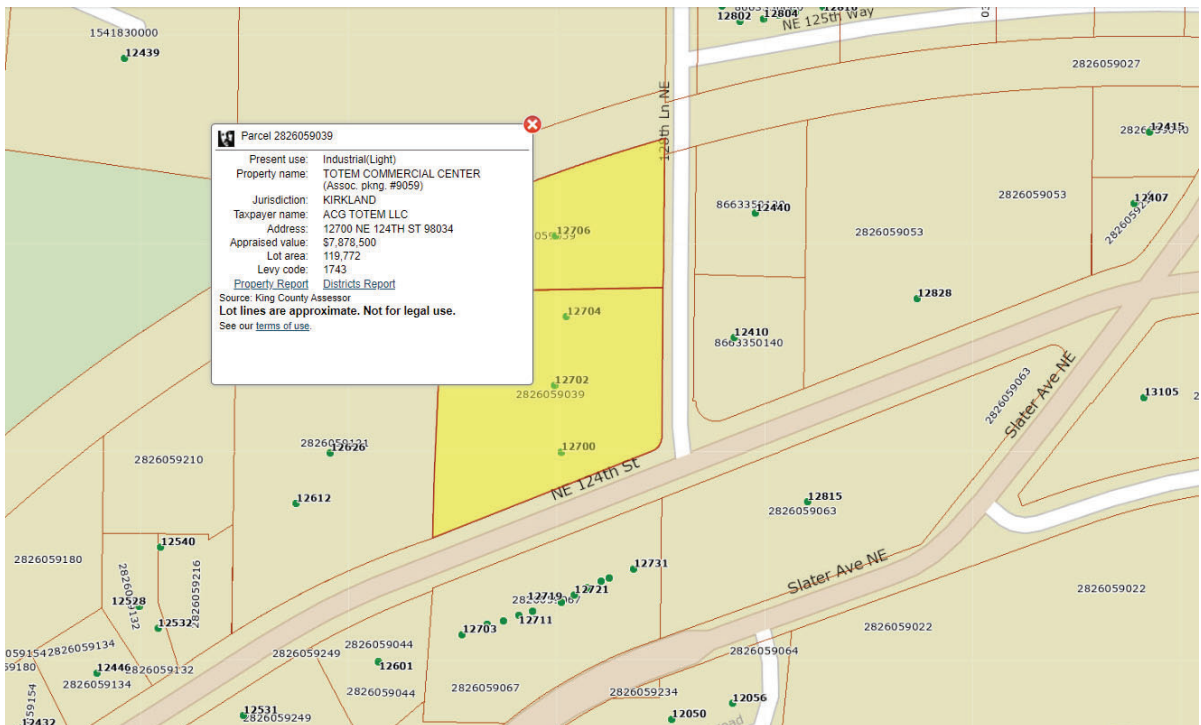 12802
12804
NE 125th Way
1541830000
12439
2826059027
128th Ln NE
12415
Parcel 2826059039
Present use: Industrial(Light)
Property name: TOTEM COMMERCIAL CENTER
(Assoc. pkng. #9059)
Jurisdiction: KIRKLAND
Taxpayer name: ACG TOTEM LLC
Address: 12700 NE 124TH ST 98034
Appraised value: $7,878,500
Lot area: 119,772
Levy code: 1743
Property Report Districts Report
Source: King County Assessor
Lot lines are approximate. Not for legal use.
See our terms of use.
2826059053
12407
8663350130
12440
12706
2826059053
12828
12704
12410
8663350140
12702
2826059039
2826059063
Slater Ave NE
13105
12626
12700
2826059210
NE 124th St
12612
12815
2826059063
12540
2826059180
2826059216
12731
Slater Ave NE
12721
12719
2826059067
12711
2826059022
12528
2826059132
12532
12703
2826059022
2826059134
2826059044
2826059249
2826059064
12601
12446
2826059132
2826059134
2826059044
2826059067
2826059234
12056
12531
2826059249
12050
12432